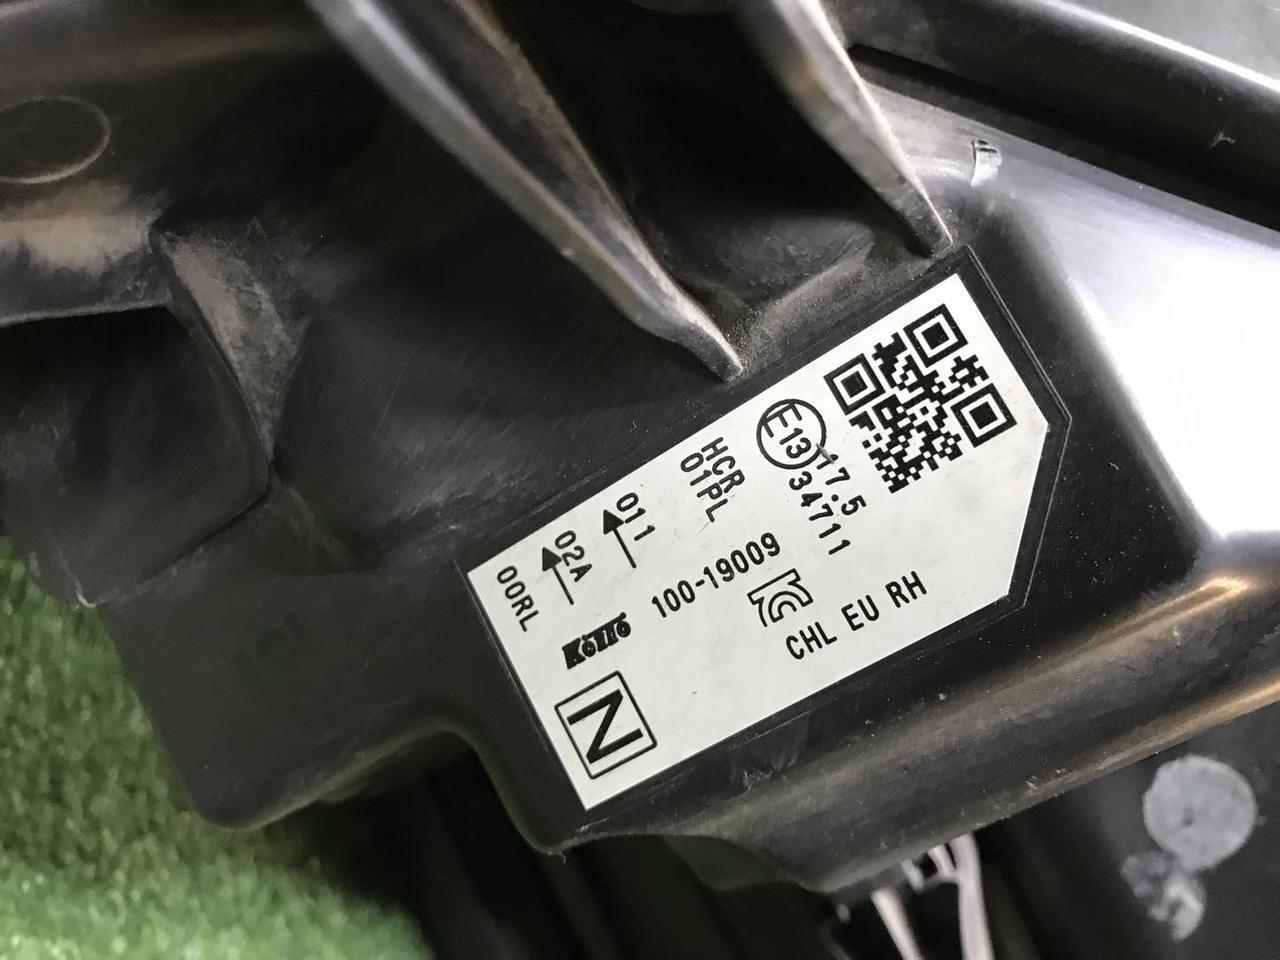 E13 17.5
34711
HCR
01PL
011
02A
00RL
Koito 100-19009
CHL EU RH
N